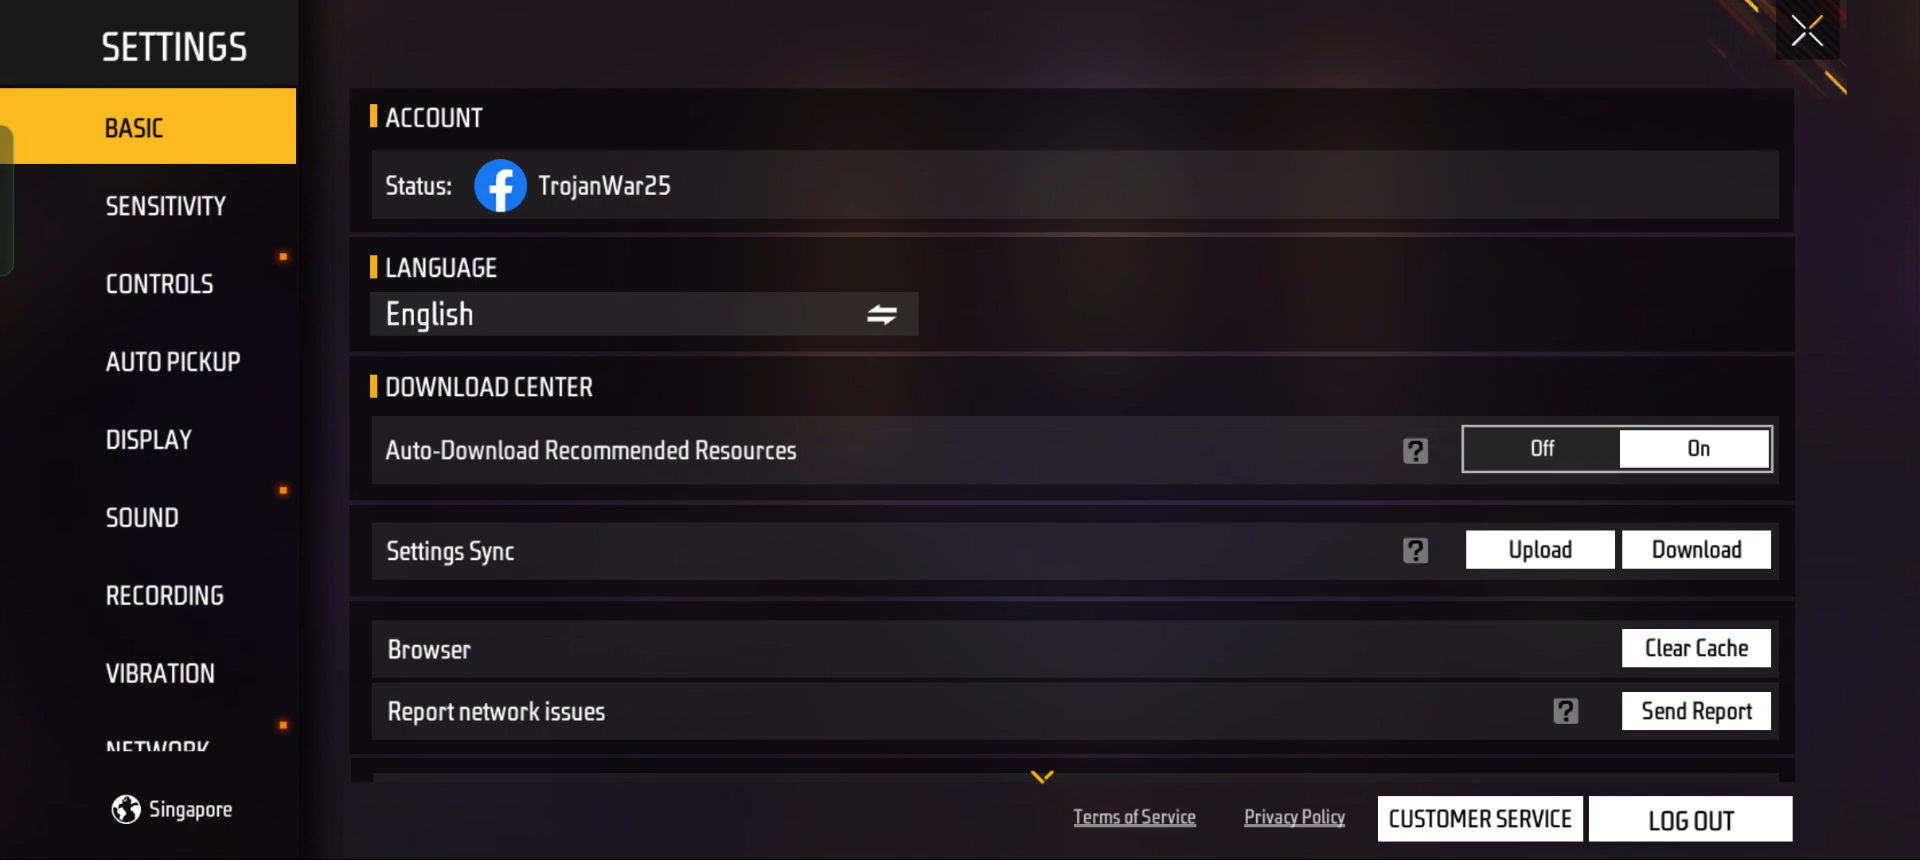 SETTINGS
BASIC
SENSITIVITY
CONTROLS
AUTO PICKUP
DISPLAY
SOUND
RECORDING
VIBRATION
NETWORK
Singapore
ACCOUNT
Status: TrojanWar25
LANGUAGE
English
DOWNLOAD CENTER
Auto-Download Recommended Resources ? Off On
Settings Sync ? Upload Download
Browser Clear Cache
Report network issues ? Send Report
Terms of Service Privacy Policy CUSTOMER SERVICE LOG OUT